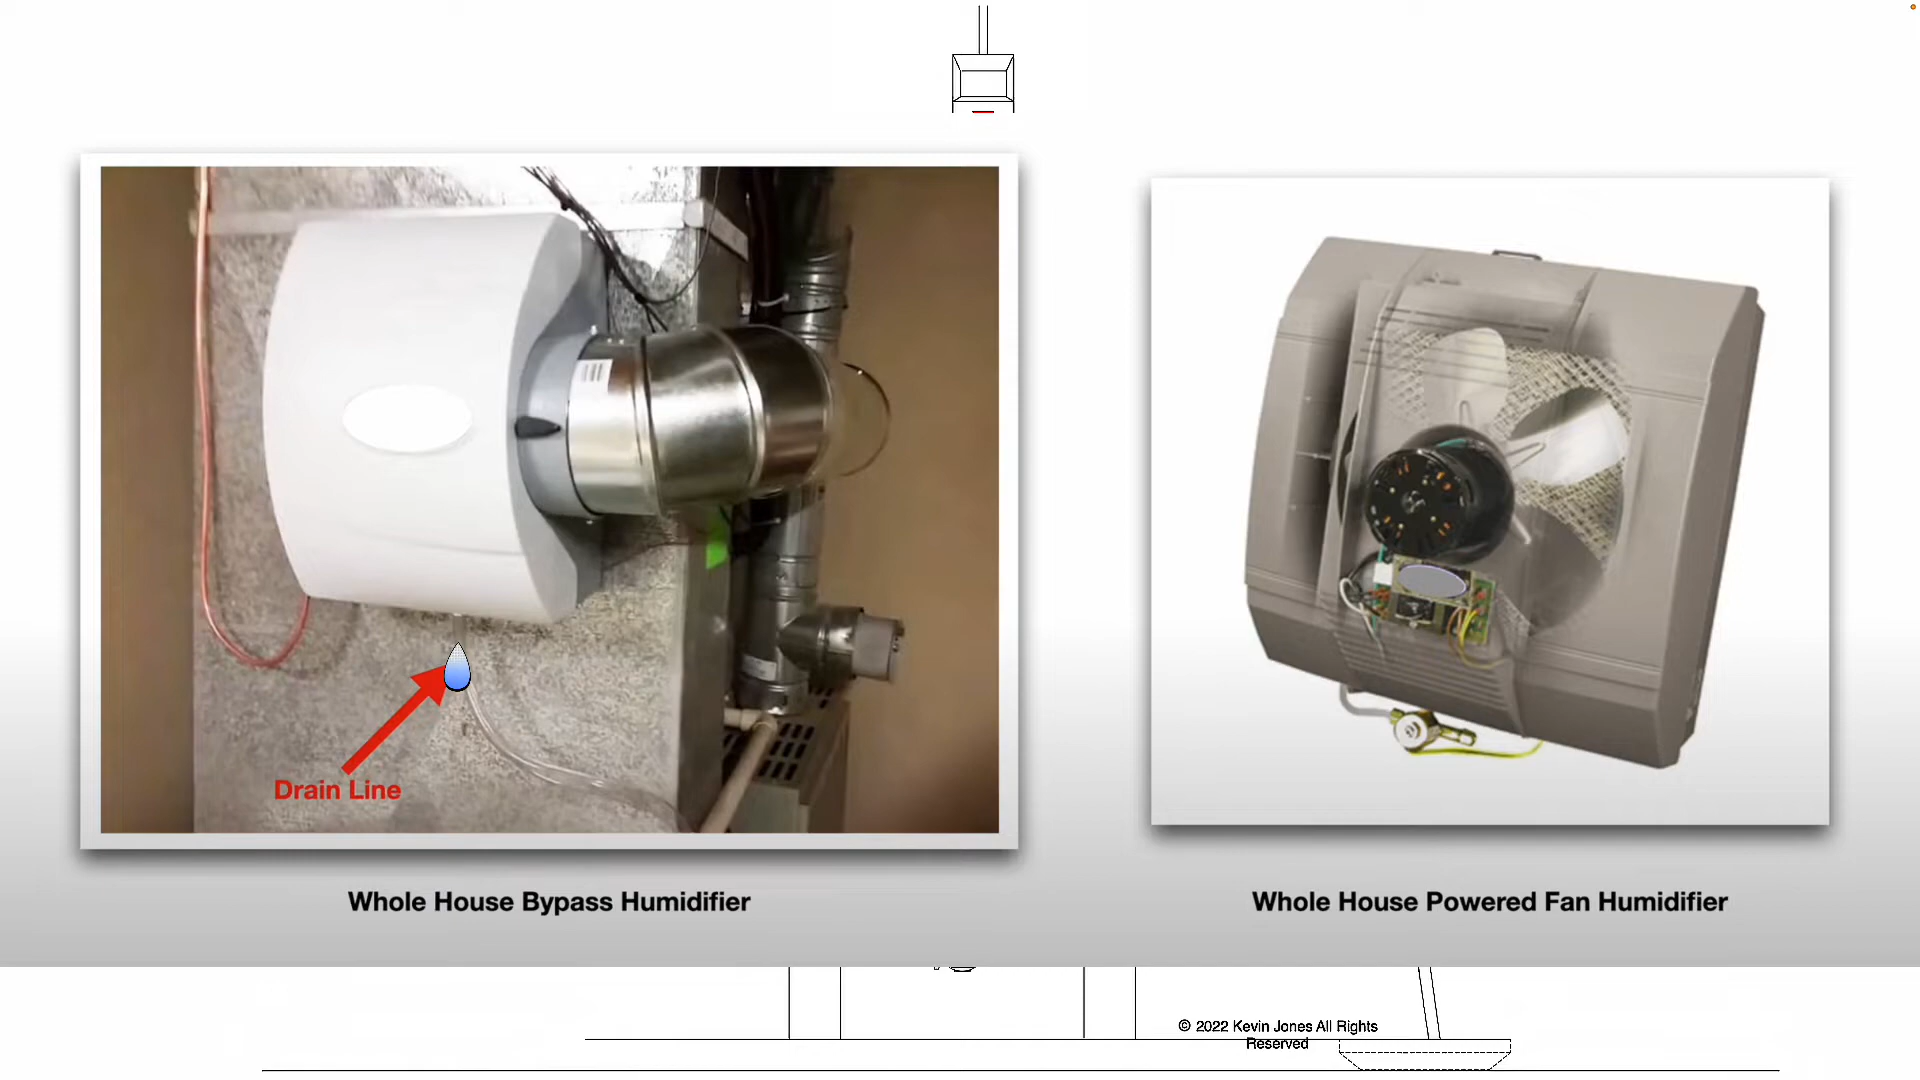 Drain Line
Whole House Bypass Humidifier
Whole House Powered Fan Humidifier
© 2022 Kevin Jones All Rights
Reserved